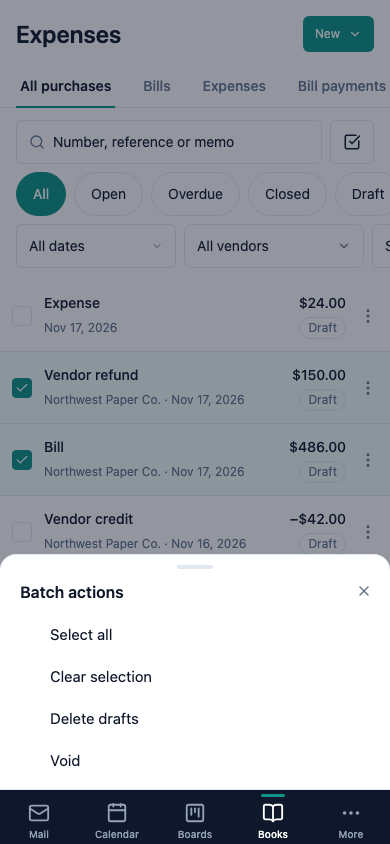 Expenses
New
All purchases Bills Expenses Bill payments
Number, reference or memo
All Open Overdue Closed Draft
All dates All vendors S
Expense $24.00
Nov 17, 2026 Draft
Vendor refund $150.00
Northwest Paper Co. · Nov 17, 2026 Draft
Bill $486.00
Northwest Paper Co. · Nov 17, 2026 Draft
Vendor credit −$42.00
Northwest Paper Co. · Nov 16, 2026 Draft
Batch actions
Select all
Clear selection
Delete drafts
Void
Mail Calendar Boards Books More